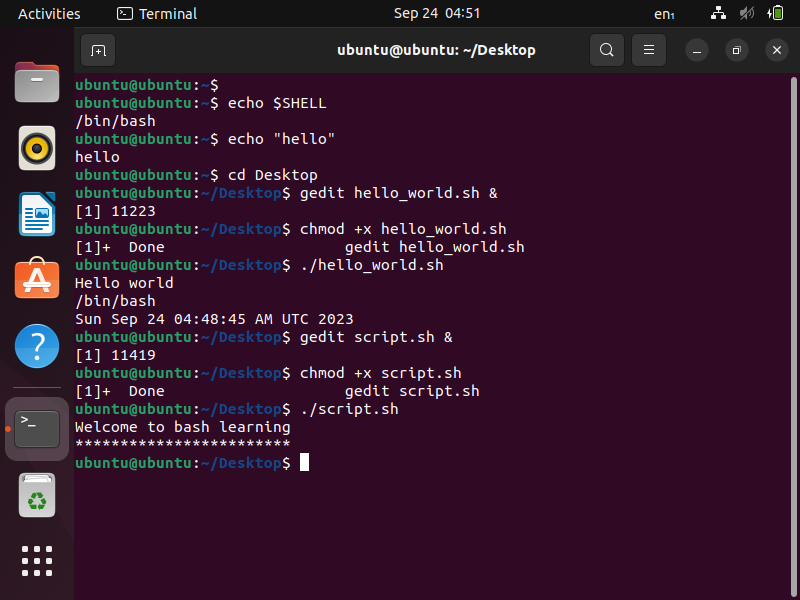 Activities Terminal Sep 24 04:51 en₁
ubuntu@ubuntu: ~/Desktop
ubuntu@ubuntu:~$
ubuntu@ubuntu:~$ echo $SHELL
/bin/bash
ubuntu@ubuntu:~$ echo "hello"
hello
ubuntu@ubuntu:~$ cd Desktop
ubuntu@ubuntu:~/Desktop$ gedit hello_world.sh &
[1] 11223
ubuntu@ubuntu:~/Desktop$ chmod +x hello_world.sh
[1]+  Done                    gedit hello_world.sh
ubuntu@ubuntu:~/Desktop$ ./hello_world.sh
Hello world
/bin/bash
Sun Sep 24 04:48:45 AM UTC 2023
ubuntu@ubuntu:~/Desktop$ gedit script.sh &
[1] 11419
ubuntu@ubuntu:~/Desktop$ chmod +x script.sh
[1]+  Done                    gedit script.sh
ubuntu@ubuntu:~/Desktop$ ./script.sh
Welcome to bash learning
************************
ubuntu@ubuntu:~/Desktop$